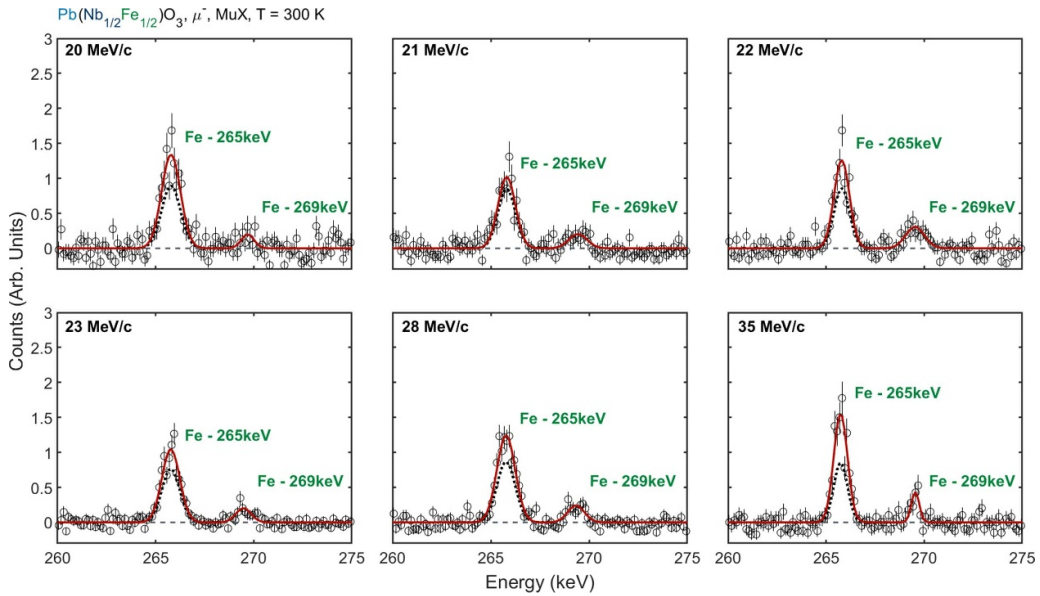 Pb(Nb1/2Fe1/2)O3, μ-, MuX, T = 300 K
Counts (Arb. Units)
3
2.5
2
1.5
1
0.5
0
20 MeV/c
Fe - 265keV
Fe - 269keV
21 MeV/c
Fe - 265keV
Fe - 269keV
22 MeV/c
Fe - 265keV
Fe - 269keV
3
2.5
2
1.5
1
0.5
0
23 MeV/c
Fe - 265keV
Fe - 269keV
28 MeV/c
Fe - 265keV
Fe - 269keV
35 MeV/c
Fe - 265keV
Fe - 269keV
260 265 270 275
260 265 270 275
260 265 270 275
Energy (keV)